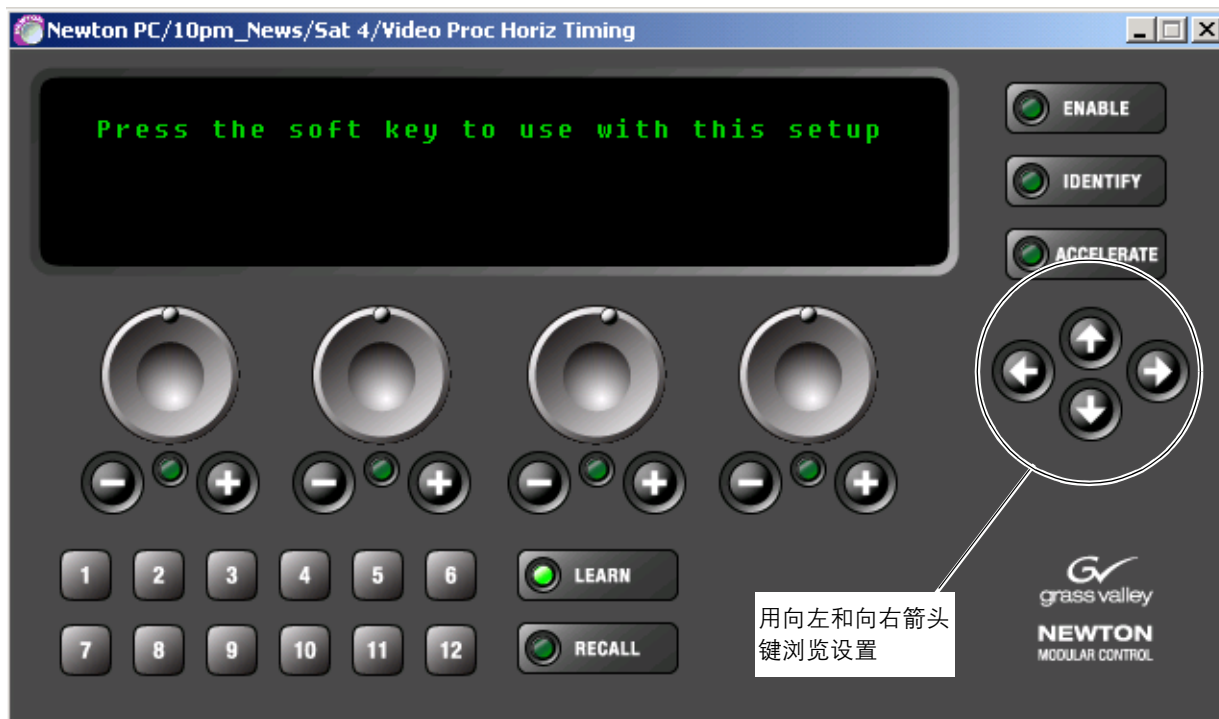 Newton PC/10pm_News/Sat 4/Video Proc Horiz Timing
Press the soft key to use with this setup
ENABLE
IDENTIFY
ACCELERATE
1 2 3 4 5 6
LEARN
7 8 9 10 11 12
RECALL
用向左和向右箭头
键浏览设置
GV
grass valley
NEWTON
MODULAR CONTROL